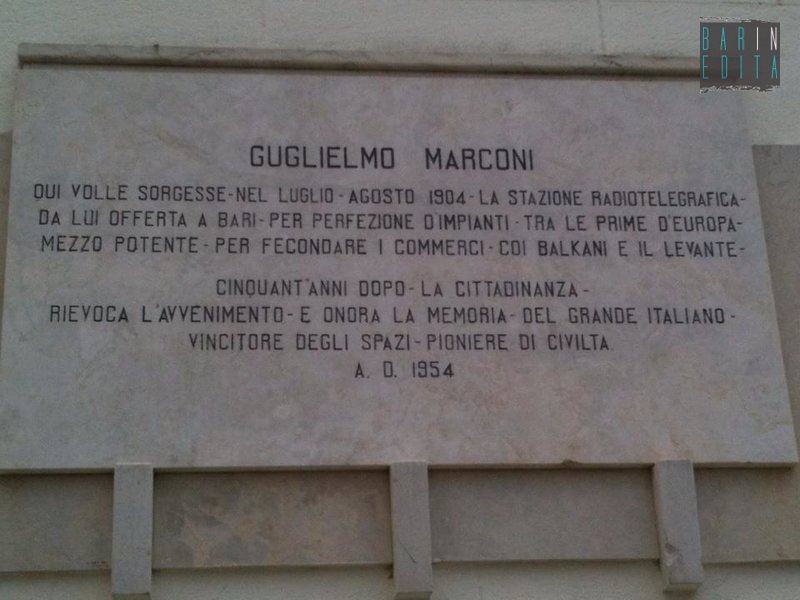 BARIN
EDITA
GUGLIELMO MARCONI
QUI VOLLE SORGESSE-NEL LUGLIO-AGOSTO 1904-LA STAZIONE RADIOTELEGRAFICA-
DA LUI OFFERTA A BARI-PER PERFEZIONE D'IMPIANTI-TRA LE PRIME D'EUROPA-
MEZZO POTENTE-PER FECONDARE I COMMERCI-COI BALKANI E IL LEVANTE-
CINQUANT'ANNI DOPO-LA CITTADINANZA-
RIEVOCA L'AVVENIMENTO-E ONORA LA MEMORIA-DEL GRANDE ITALIANO-
VINCITORE DEGLI SPAZI-PIONIERE DI CIVILTA
A. D. 1954